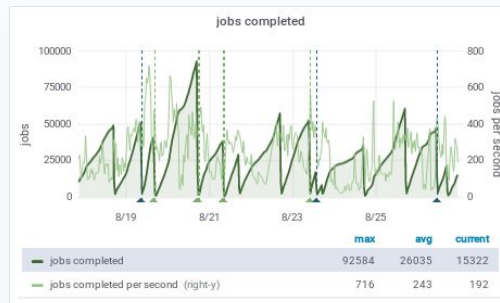 jobs completed
100000
75000
50000
25000
0
jobs
800
600
400
200
0
jobs per second
8/19
8/21
8/23
8/25
max avg current
jobs completed 92584 26035 15322
jobs completed per second (right-y) 716 243 192